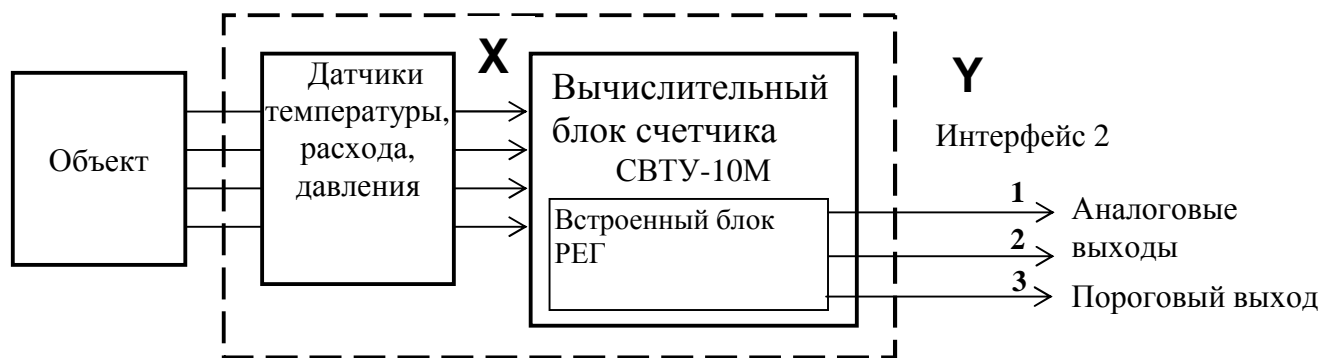 Объект
Датчики
температуры,
расхода,
давления
X
Вычислительный
блок счетчика
СВТУ-10М
Встроенный блок
РЕГ
Y
Интерфейс 2
1
Аналоговые
2
выходы
3
Пороговый выход